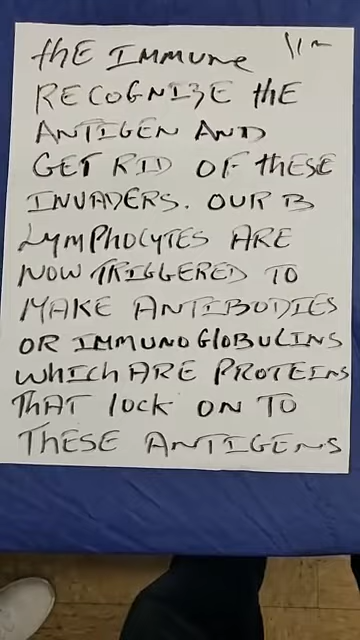 thE IMMUNE
RECOGNIZE thE
ANTIGEN AND
GET RID OF thESE
INVADERS. OUR B
LYMPHOCYTES ARE
NOW TRIGGERED TO
MAKE ANTIBODIES
OR IMMUNOGlOBULINS
WhICh ARE PROTEINS
THAT lOCK ON TO
THESE ANTIGENS